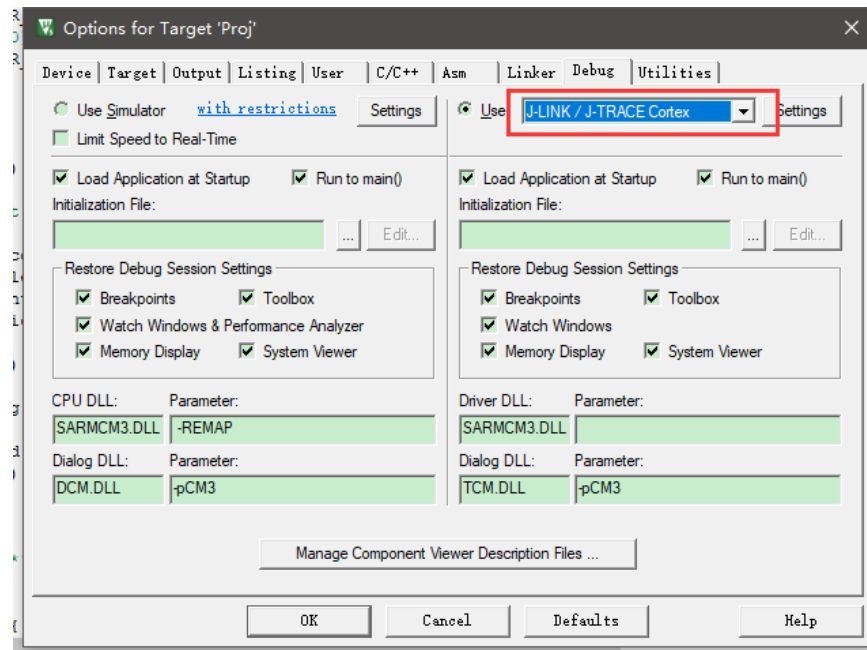 Options for Target 'Proj'
Device Target Output Listing User C/C++ Asm Linker Debug Utilities
Use Simulator with restrictions Settings
Use J-LINK / J-TRACE Cortex Settings
Limit Speed to Real-Time
Load Application at Startup Run to main()
Load Application at Startup Run to main()
Initialization File:
Initialization File:
... Edit...
... Edit...
Restore Debug Session Settings
Breakpoints Toolbox
Watch Windows & Performance Analyzer
Memory Display System Viewer
Restore Debug Session Settings
Breakpoints Toolbox
Watch Windows
Memory Display System Viewer
CPU DLL: Parameter:
SARMCM3.DLL -REMAP
Dialog DLL: Parameter:
DCM.DLL -pCM3
Driver DLL: Parameter:
SARMCM3.DLL
Dialog DLL: Parameter:
TCM.DLL -pCM3
Manage Component Viewer Description Files ...
OK Cancel Defaults Help